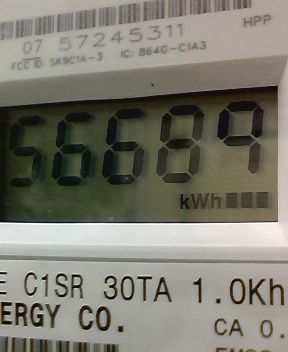 07 57245311
HPP
FCC ID: SK9C1A-3 IC: 864G-C1A3
56689
kWh
E C1SR 30TA 1.0Kh
ERGY CO.
CA 0.